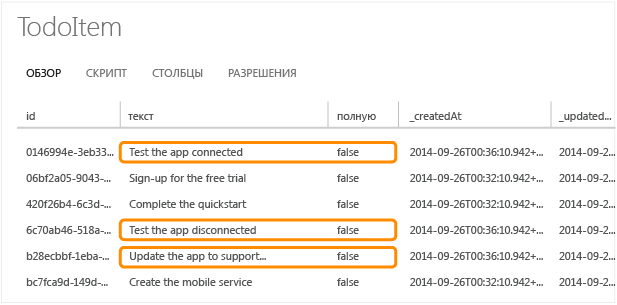 TodoItem
ОБЗОР СКРИПТ СТОЛБЦЫ РАЗРЕШЕНИЯ
id текст полную _createdAt _updated...
0146994e-3eb33... Test the app connected false 2014-09-26T00:36:10.942+... 2014-09-2...
06bf2a05-9043-... Sign-up for the free trial false 2014-09-26T00:32:10.942+... 2014-09-2...
420f26b4-6c3d-... Complete the quickstart false 2014-09-26T00:32:10.942+... 2014-09-2...
6c70ab46-518a-... Test the app disconnected false 2014-09-26T00:36:10.942+... 2014-09-2...
b28ecbbf-1eba-... Update the app to support... false 2014-09-26T00:36:10.942+... 2014-09-2...
bc7fca9d-149d-... Create the mobile service false 2014-09-26T00:32:10.942+... 2014-09-2...